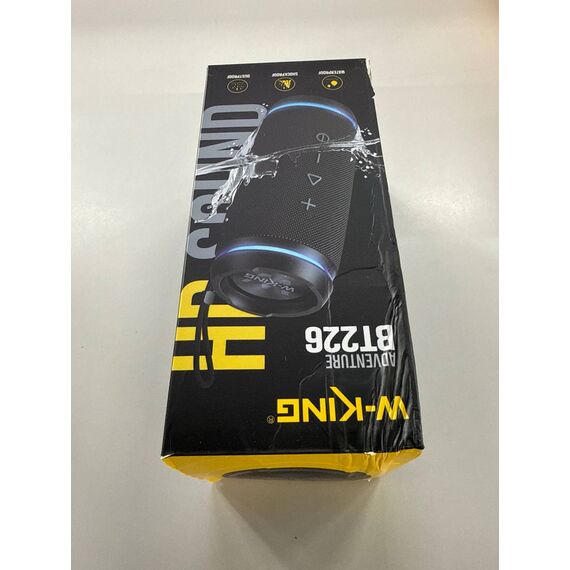 W-KING®
ADVENTURE
BT226
HD SOUND
W-KING
WATERPROOF
SHOCKPROOF
DUSTPROOF